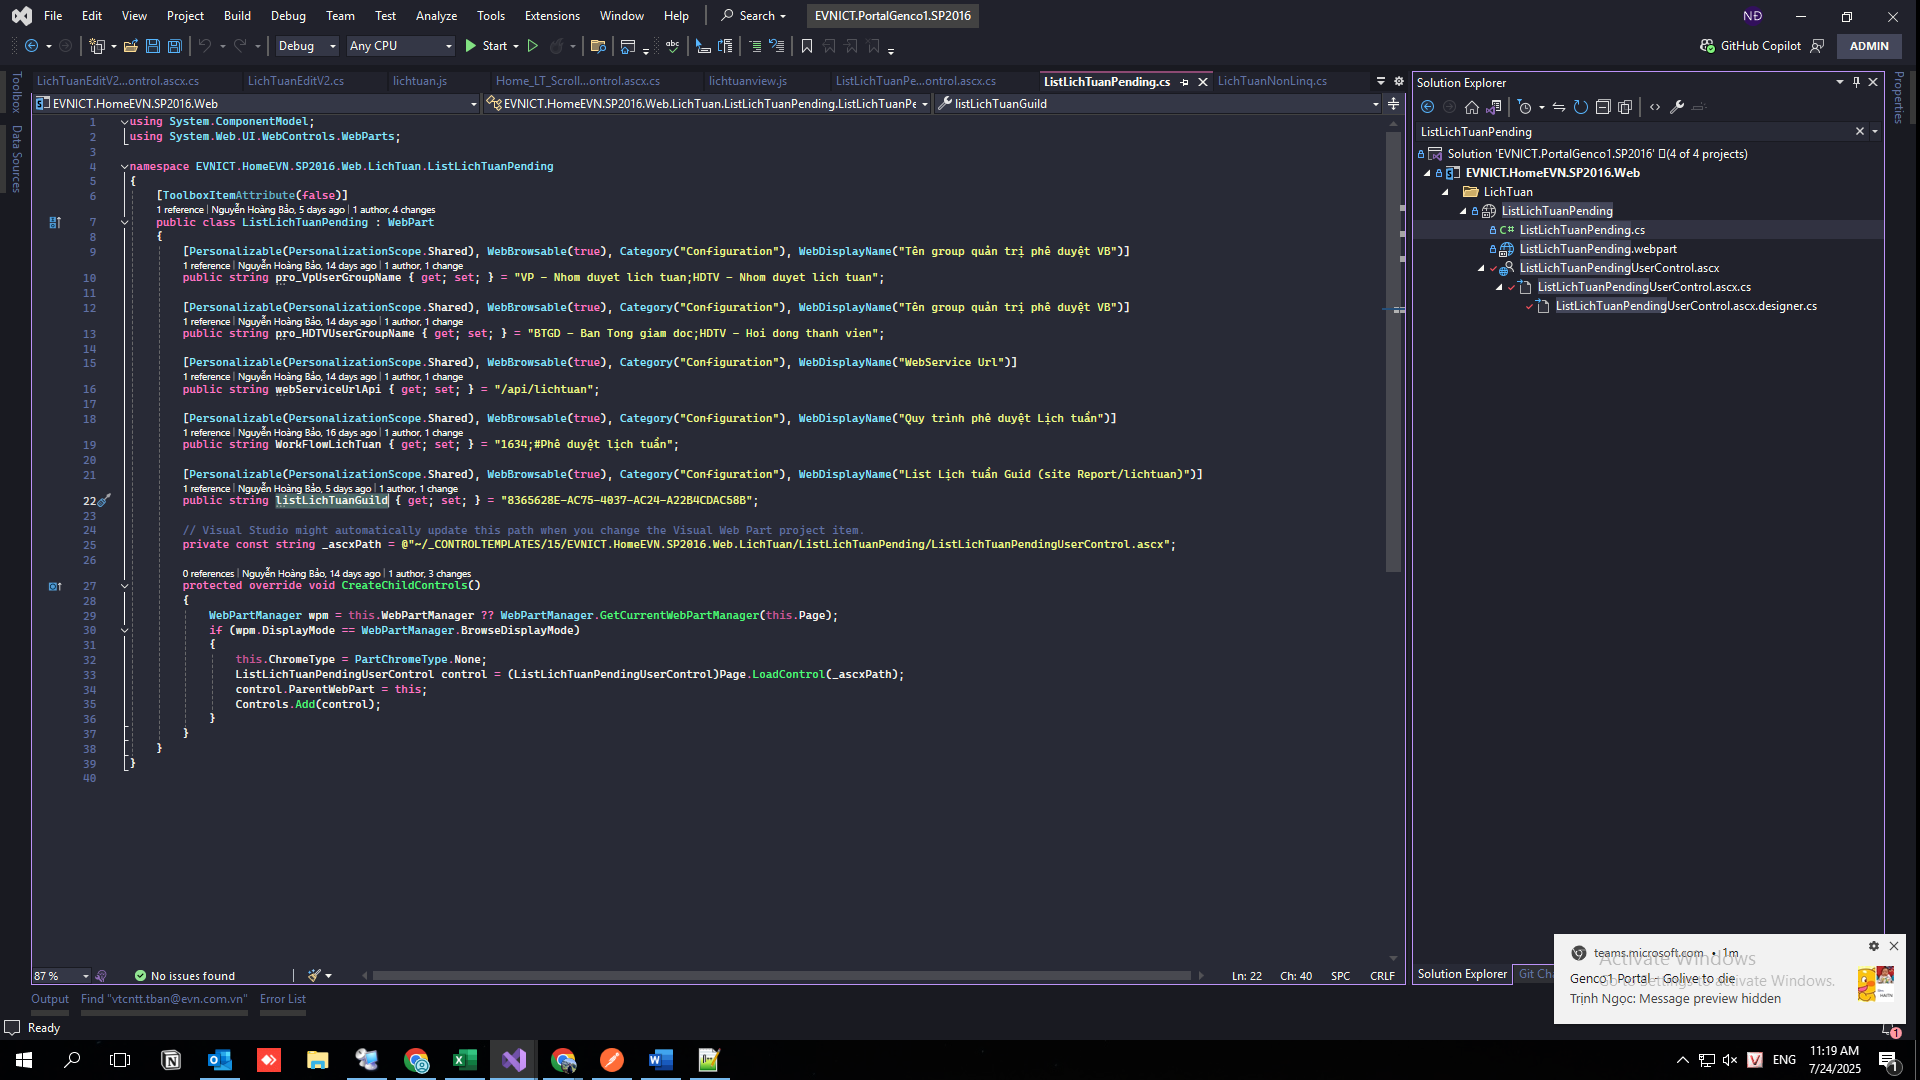 File Edit View Project Build Debug Team Test Analyze Tools Extensions Window Help Search EVNICT.PortalGenco1.SP2016 NĐ
Debug Any CPU Start GitHub Copilot ADMIN
LichTuanEditV2...ontrol.ascx.cs LichTuanEditV2.cs lichtuan.js Home_LT_Scroll...ontrol.ascx.cs lichtuanview.js ListLichTuanPe...ontrol.ascx.cs ListLichTuanPending.cs LichTuanNonLinq.cs
Toolbox
Data Sources
EVNICT.HomeEVN.SP2016.Web EVNICT.HomeEVN.SP2016.Web.LichTuan.ListLichTuanPending.ListLichTuanPe listLichTuanGuild
1 using System.ComponentModel;
2 using System.Web.UI.WebControls.WebParts;
3
4 namespace EVNICT.HomeEVN.SP2016.Web.LichTuan.ListLichTuanPending
5 {
6 [ToolboxItemAttribute(false)]
1 reference | Nguyễn Hoàng Bảo, 5 days ago | 1 author, 4 changes
7 public class ListLichTuanPending : WebPart
8 {
9 [Personalizable(PersonalizationScope.Shared), WebBrowsable(true), Category("Configuration"), WebDisplayName("Tên group quản trị phê duyệt VB")]
1 reference | Nguyễn Hoàng Bảo, 14 days ago | 1 author, 1 change
10 public string pro_VpUserGroupName { get; set; } = "VP - Nhom duyet lich tuan;HDTV - Nhom duyet lich tuan";
11
12 [Personalizable(PersonalizationScope.Shared), WebBrowsable(true), Category("Configuration"), WebDisplayName("Tên group quản trị phê duyệt VB")]
1 reference | Nguyễn Hoàng Bảo, 14 days ago | 1 author, 1 change
13 public string pro_HDTVUserGroupName { get; set; } = "BTGD - Ban Tong giam doc;HDTV - Hoi dong thanh vien";
14
15 [Personalizable(PersonalizationScope.Shared), WebBrowsable(true), Category("Configuration"), WebDisplayName("WebService Url")]
1 reference | Nguyễn Hoàng Bảo, 14 days ago | 1 author, 1 change
16 public string webServiceUrlApi { get; set; } = "/api/lichtuan";
17
18 [Personalizable(PersonalizationScope.Shared), WebBrowsable(true), Category("Configuration"), WebDisplayName("Quy trình phê duyệt Lịch tuần")]
1 reference | Nguyễn Hoàng Bảo, 16 days ago | 1 author, 1 change
19 public string WorkFlowLichTuan { get; set; } = "1634;#Phê duyệt lịch tuần";
20
21 [Personalizable(PersonalizationScope.Shared), WebBrowsable(true), Category("Configuration"), WebDisplayName("List Lịch tuần Guid (site Report/lichtuan)")]
1 reference | Nguyễn Hoàng Bảo, 5 days ago | 1 author, 1 change
22 public string listLichTuanGuild { get; set; } = "8365628E-AC75-4037-AC24-A22B4CDAC58B";
23
24 // Visual Studio might automatically update this path when you change the Visual Web Part project item.
25 private const string _ascxPath = @"~/_CONTROLTEMPLATES/15/EVNICT.HomeEVN.SP2016.Web.LichTuan/ListLichTuanPending/ListLichTuanPendingUserControl.ascx";
26
0 references | Nguyễn Hoàng Bảo, 14 days ago | 1 author, 3 changes
27 protected override void CreateChildControls()
28 {
29 WebPartManager wpm = this.WebPartManager ?? WebPartManager.GetCurrentWebPartManager(this.Page);
30 if (wpm.DisplayMode == WebPartManager.BrowseDisplayMode)
31 {
32 this.ChromeType = PartChromeType.None;
33 ListLichTuanPendingUserControl control = (ListLichTuanPendingUserControl)Page.LoadControl(_ascxPath);
34 control.ParentWebPart = this;
35 Controls.Add(control);
36 }
37 }
38 }
39 }
40
87 % No issues found Ln: 22 Ch: 40 SPC CRLF
Output Find "vtcntt.tban@evn.com.vn" Error List
Ready
Solution Explorer
ListLichTuanPending
Solution 'EVNICT.PortalGenco1.SP2016' (4 of 4 projects)
EVNICT.HomeEVN.SP2016.Web
LichTuan
ListLichTuanPending
ListLichTuanPending.cs
ListLichTuanPending.webpart
ListLichTuanPendingUserControl.ascx
ListLichTuanPendingUserControl.ascx.cs
ListLichTuanPendingUserControl.ascx.designer.cs
Properties
Solution Explorer Git Ch
teams.microsoft.com • 1m
Activate Windows
Genco1 Portal - Golive to die
Go to Settings to activate Windows.
Trịnh Ngọc: Message preview hidden
ENG
11:19 AM
7/24/2025